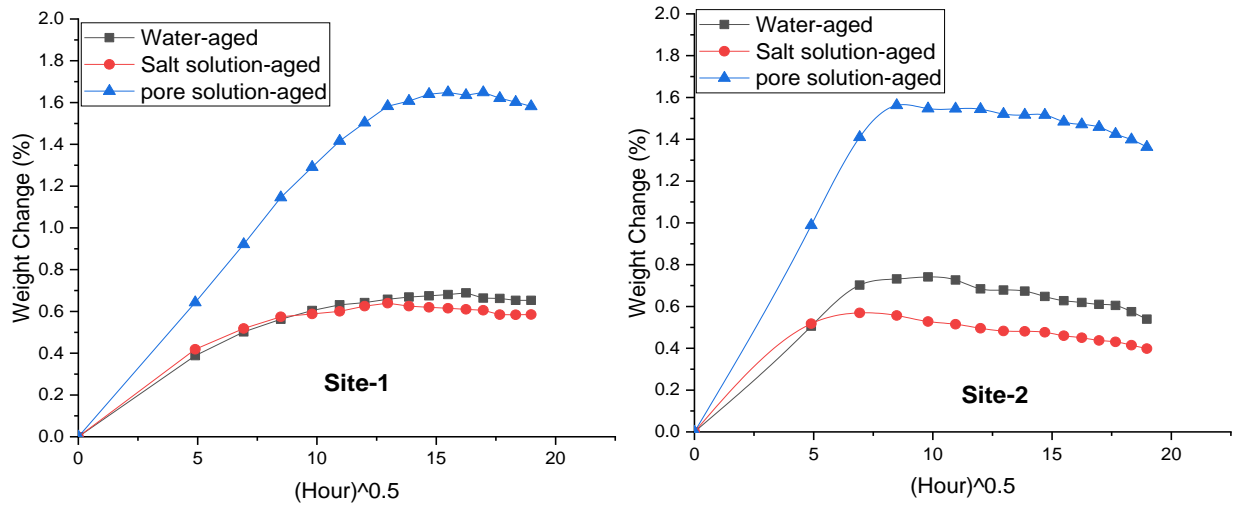 2.0
1.8
1.6
1.4
1.2
1.0
0.8
0.6
0.4
0.2
0.0
Weight Change (%)
Water-aged
Salt solution-aged
pore solution-aged
Site-1
0 5 10 15 20
(Hour)^0.5
2.0
1.8
1.6
1.4
1.2
1.0
0.8
0.6
0.4
0.2
0.0
Weight Change (%)
Water-aged
Salt solution-aged
pore solution-aged
Site-2
0 5 10 15 20
(Hour)^0.5